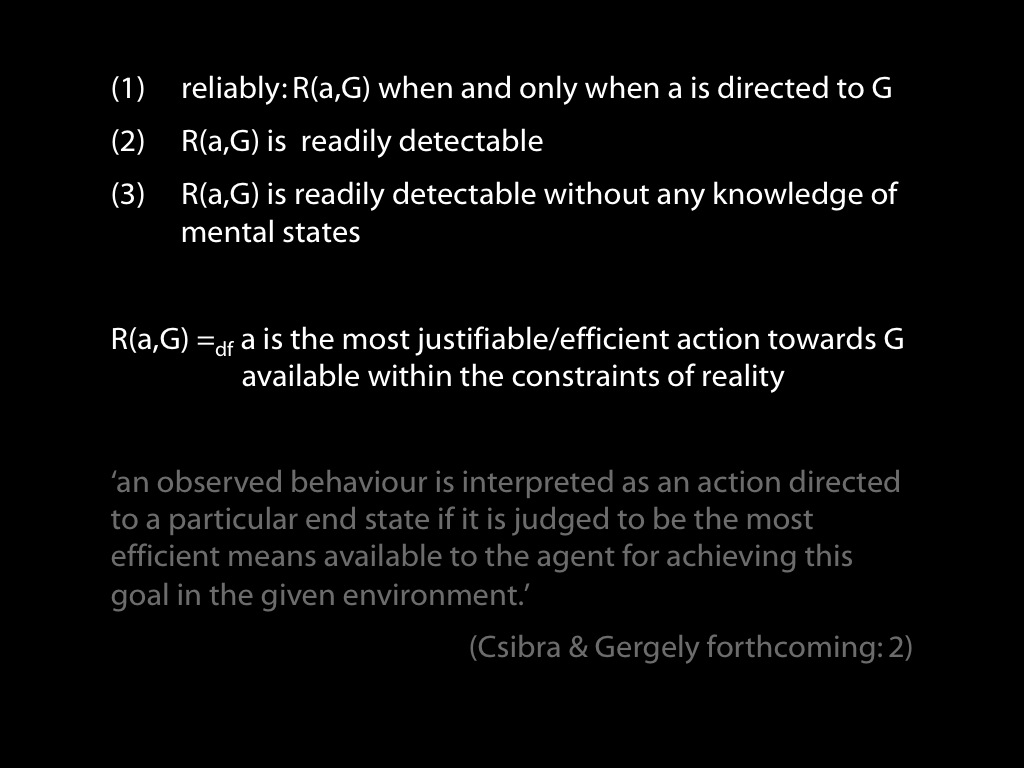 (1) reliably: R(a,G) when and only when a is directed to G
(2) R(a,G) is  readily detectable
(3) R(a,G) is readily detectable without any knowledge of
mental states
R(a,G) =df a is the most justifiable/efficient action towards G
available within the constraints of reality
‘an observed behaviour is interpreted as an action directed
to a particular end state if it is judged to be the most
efficient means available to the agent for achieving this
goal in the given environment.’
(Csibra & Gergely forthcoming: 2)